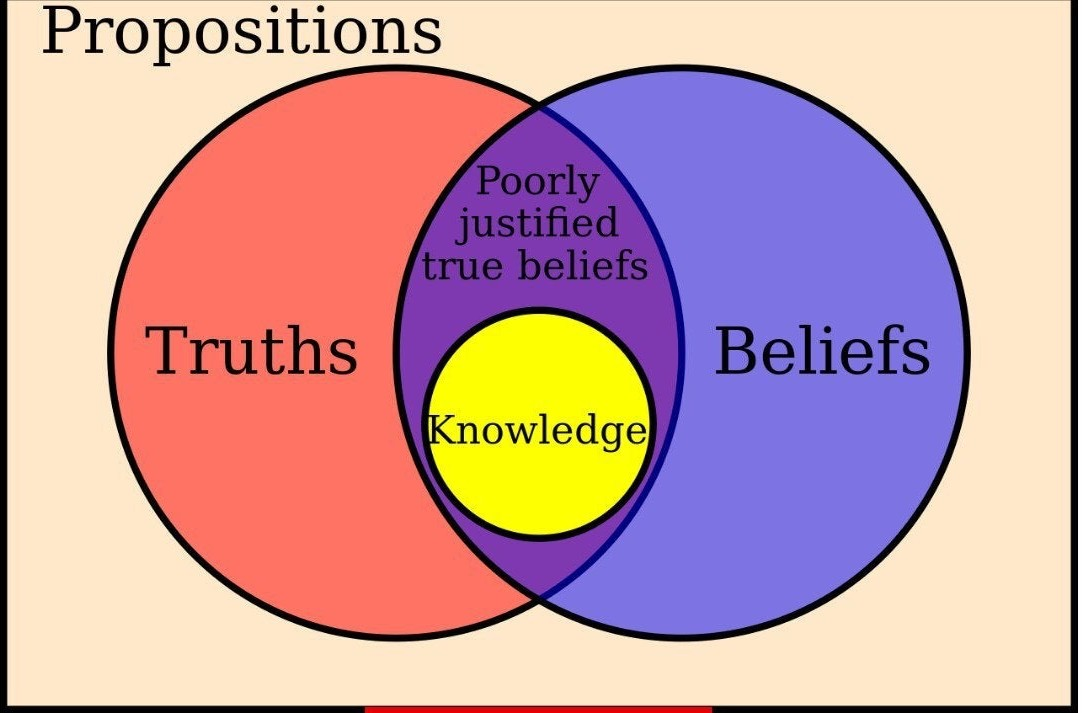 Propositions
Poorly
justified
true beliefs
Truths
Beliefs
Knowledge